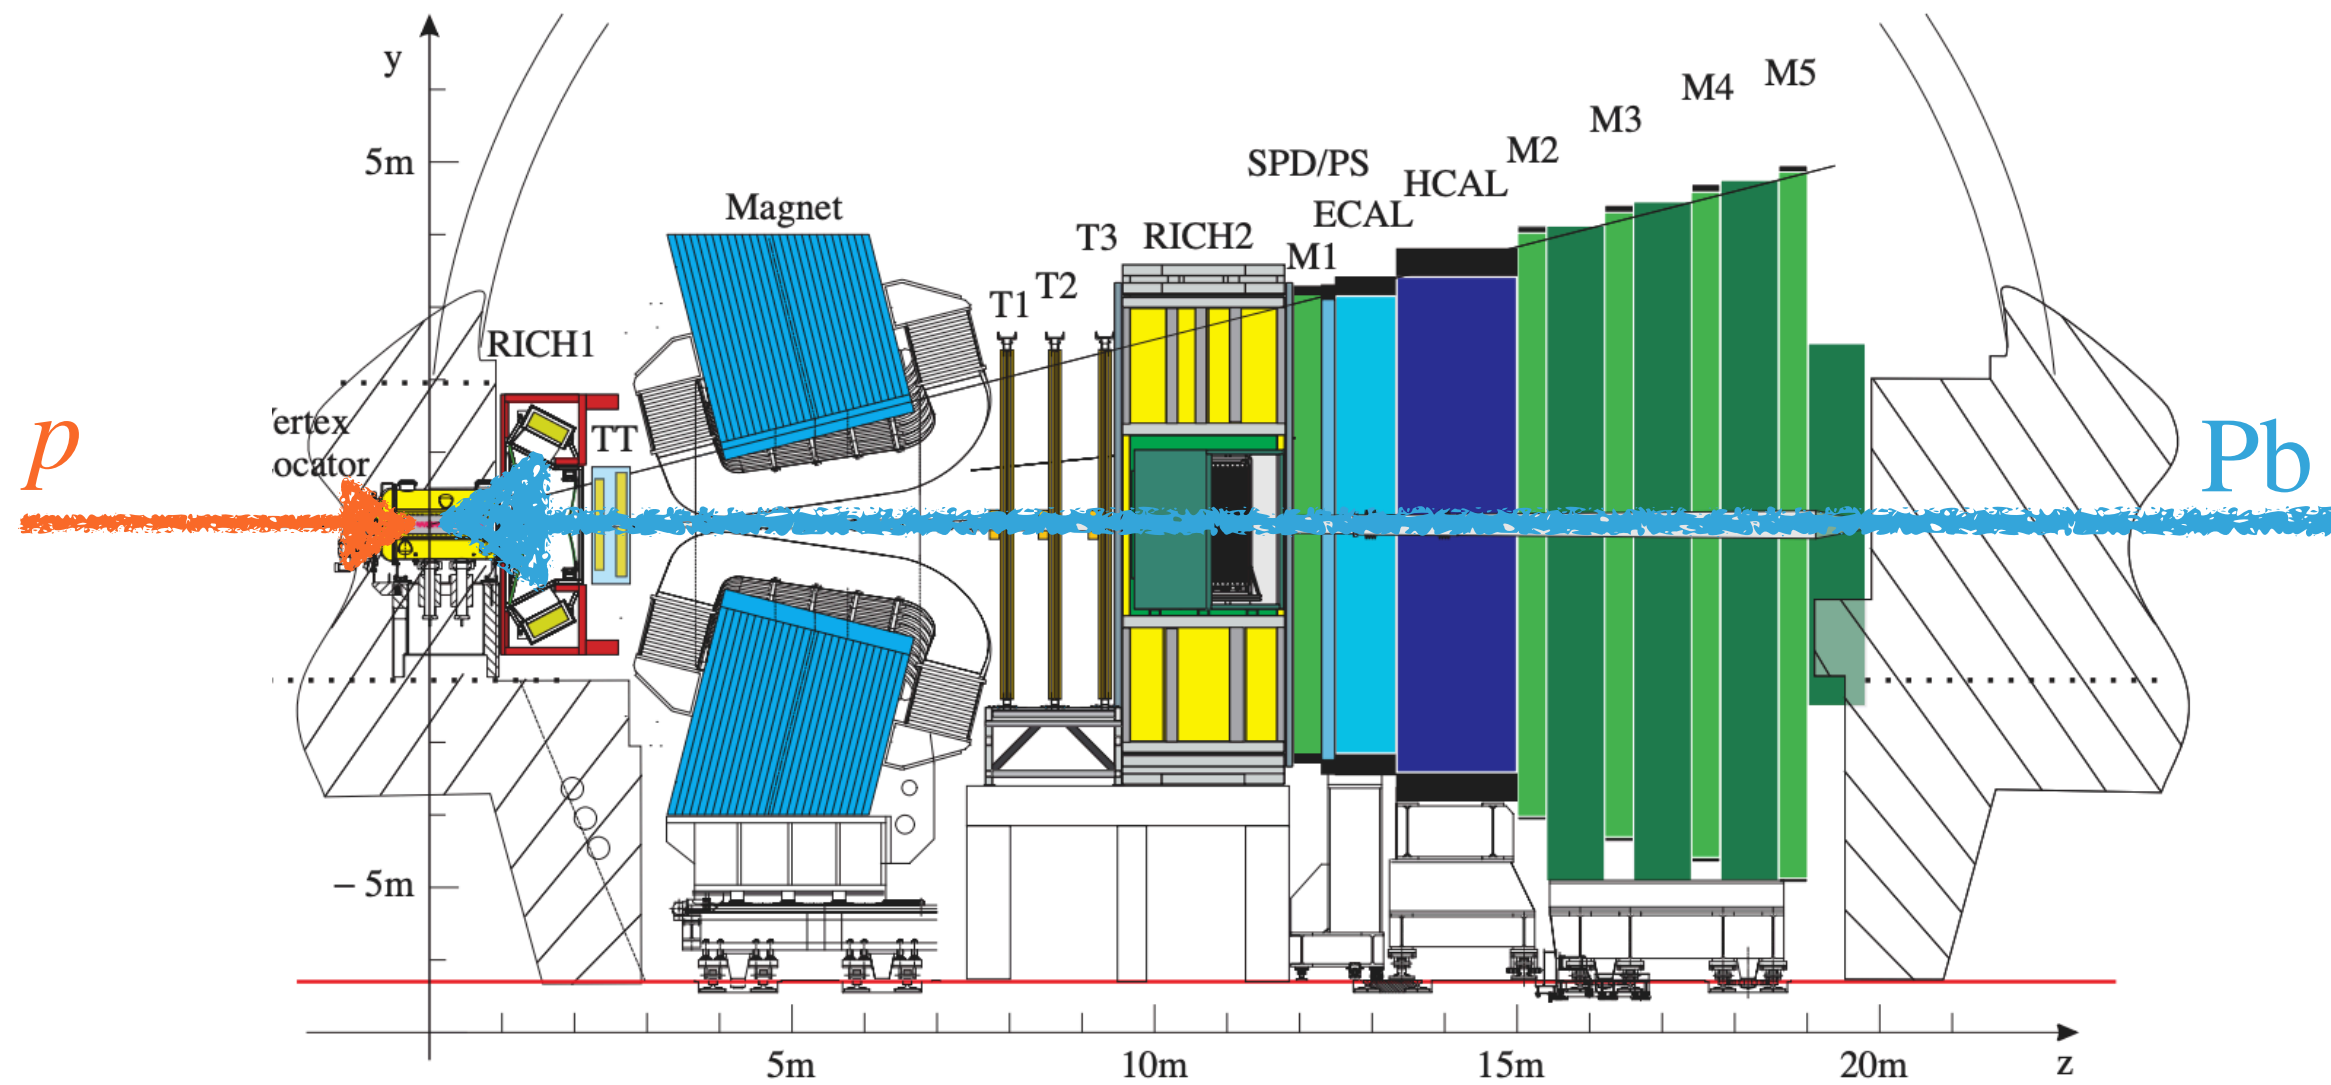 y
5m
Magnet
RICH1
ertex
ocator
TT
T1
T2
T3
RICH2
M1
SPD/PS
ECAL
HCAL
M2
M3
M4
M5
p
Pb
– 5m
5m
10m
15m
20m
z